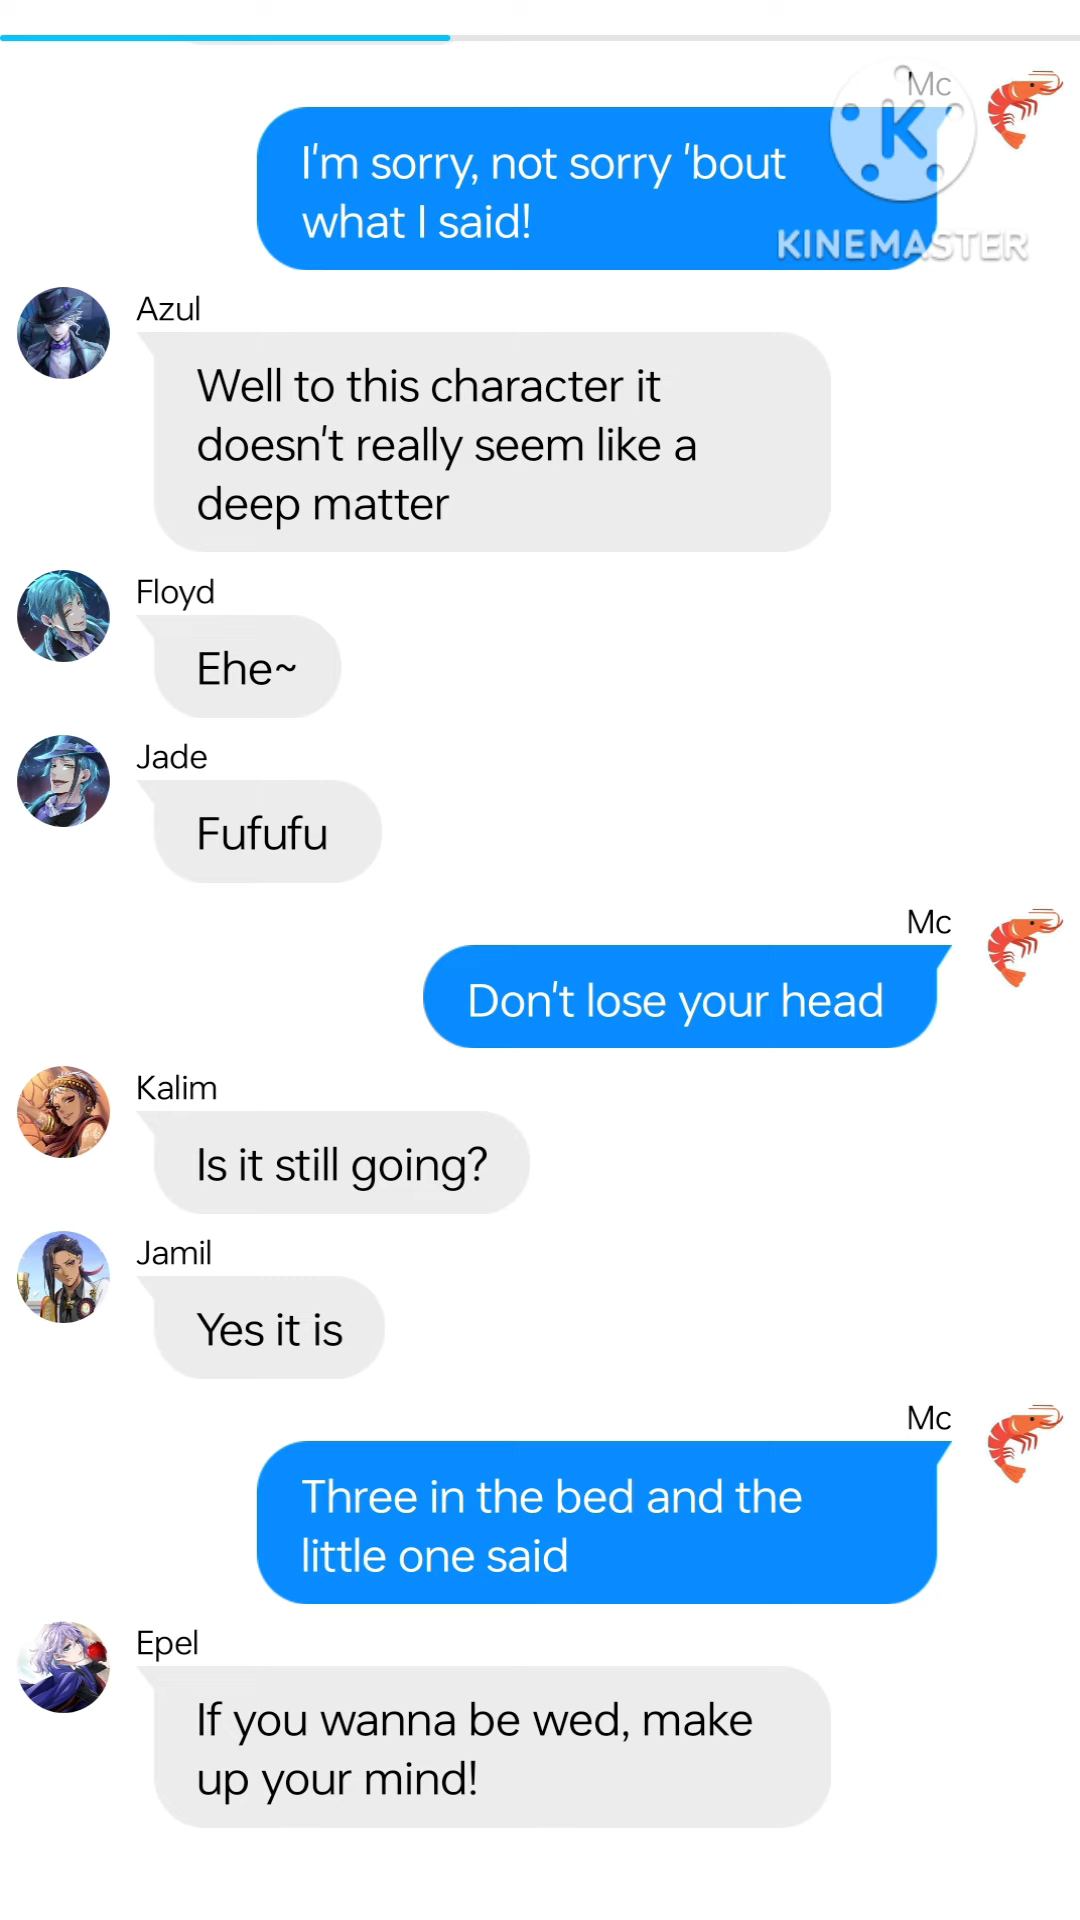 Mc
I'm sorry, not sorry 'bout
what I said!
K
KINEMASTER
Azul
Well to this character it
doesn't really seem like a
deep matter
Floyd
Ehe~
Jade
Fufufu
Mc
Don't lose your head
Kalim
Is it still going?
Jamil
Yes it is
Mc
Three in the bed and the
little one said
Epel
If you wanna be wed, make
up your mind!